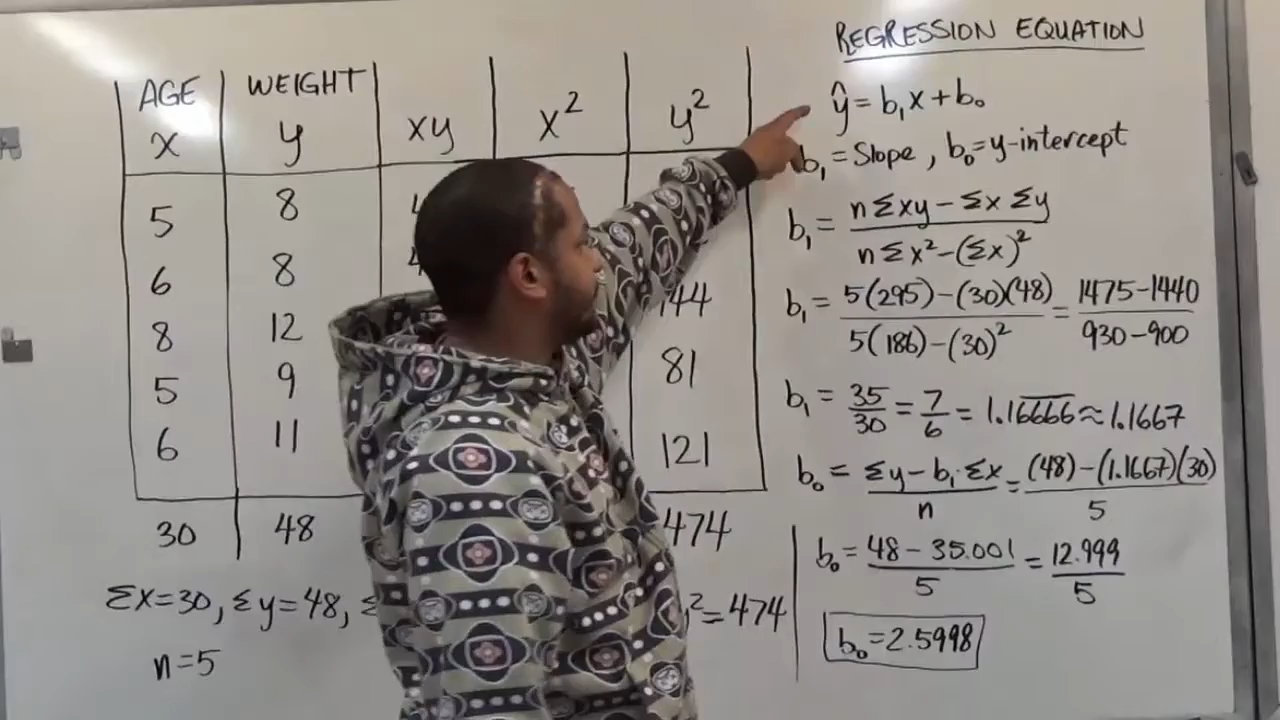 REGRESSION EQUATION
AGE WEIGHT
x y xy x² y²
5 8 4
6 8 4
8 12 144
5 9 81
6 11 121
30 48 474
Σx=30, Σy=48, Σ ²=474
n=5
ŷ = b₁x + b₀
b₁ = Slope, b₀ = y-intercept
b₁ = (nΣxy − Σx Σy) / (nΣx² − (Σx)²)
b₁ = (5(295) − (30)(48)) / (5(186) − (30)²) = (1475 − 1440) / (930 − 900)
b₁ = 35/30 = 7/6 = 1.16666 ≈ 1.1667
b₀ = (Σy − b₁·Σx) / n = ((48) − (1.1667)(30)) / 5
b₀ = (48 − 35.001) / 5 = 12.999 / 5
b₀ = 2.5998